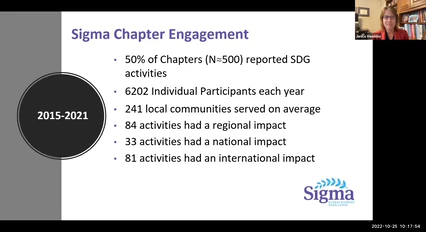 Sigma Chapter Engagement
50% of Chapters (N≈500) reported SDG
activities
6202 Individual Participants each year
241 local communities served on average
84 activities had a regional impact
33 activities had a national impact
81 activities had an international impact
2015-2021
Sigma
2022-10-25 10:17:54